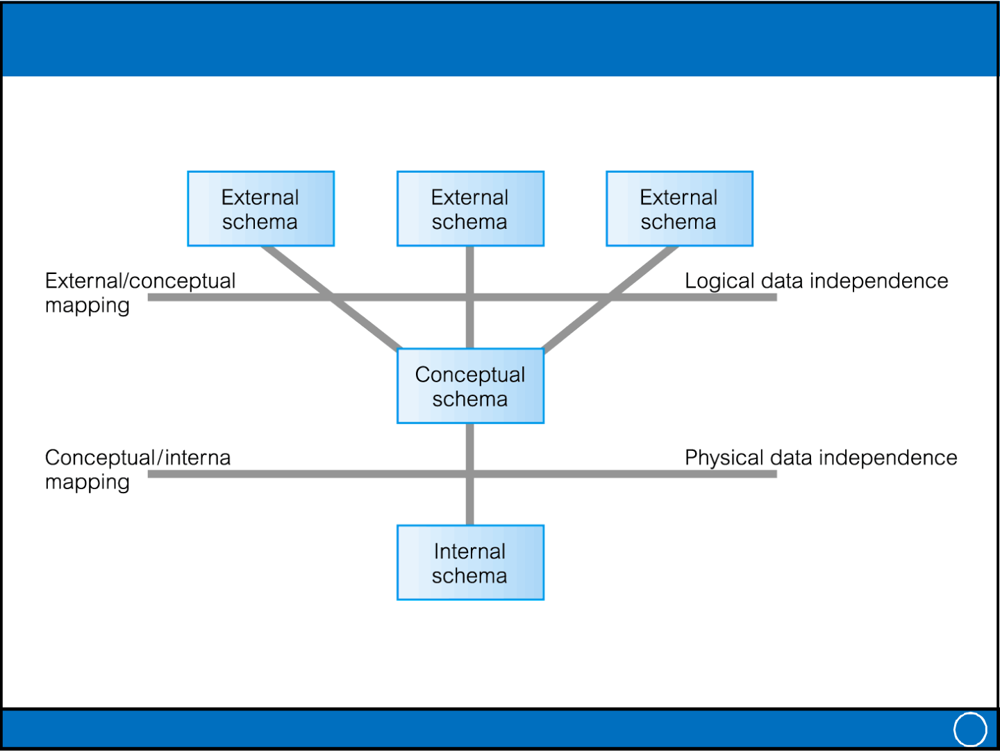 External
schema
External
schema
External
schema
External/conceptual
mapping
Logical data independence
Conceptual
schema
Conceptual/interna
mapping
Physical data independence
Internal
schema